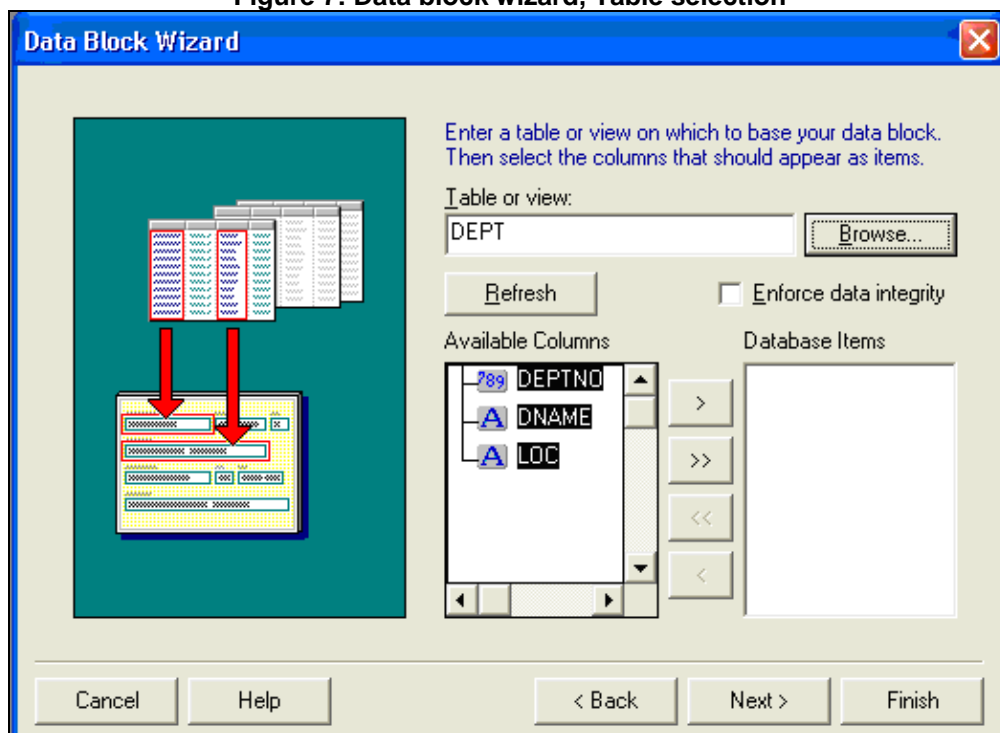 Figure 7: Data block wizard, Table selection
Data Block Wizard
Enter a table or view on which to base your data block.
Then select the columns that should appear as items.
Table or view:
DEPT
Browse...
Refresh
Enforce data integrity
Available Columns
Database Items
789 DEPTNO
A DNAME
A LOC
>
>>
<<
<
Cancel
Help
< Back
Next >
Finish